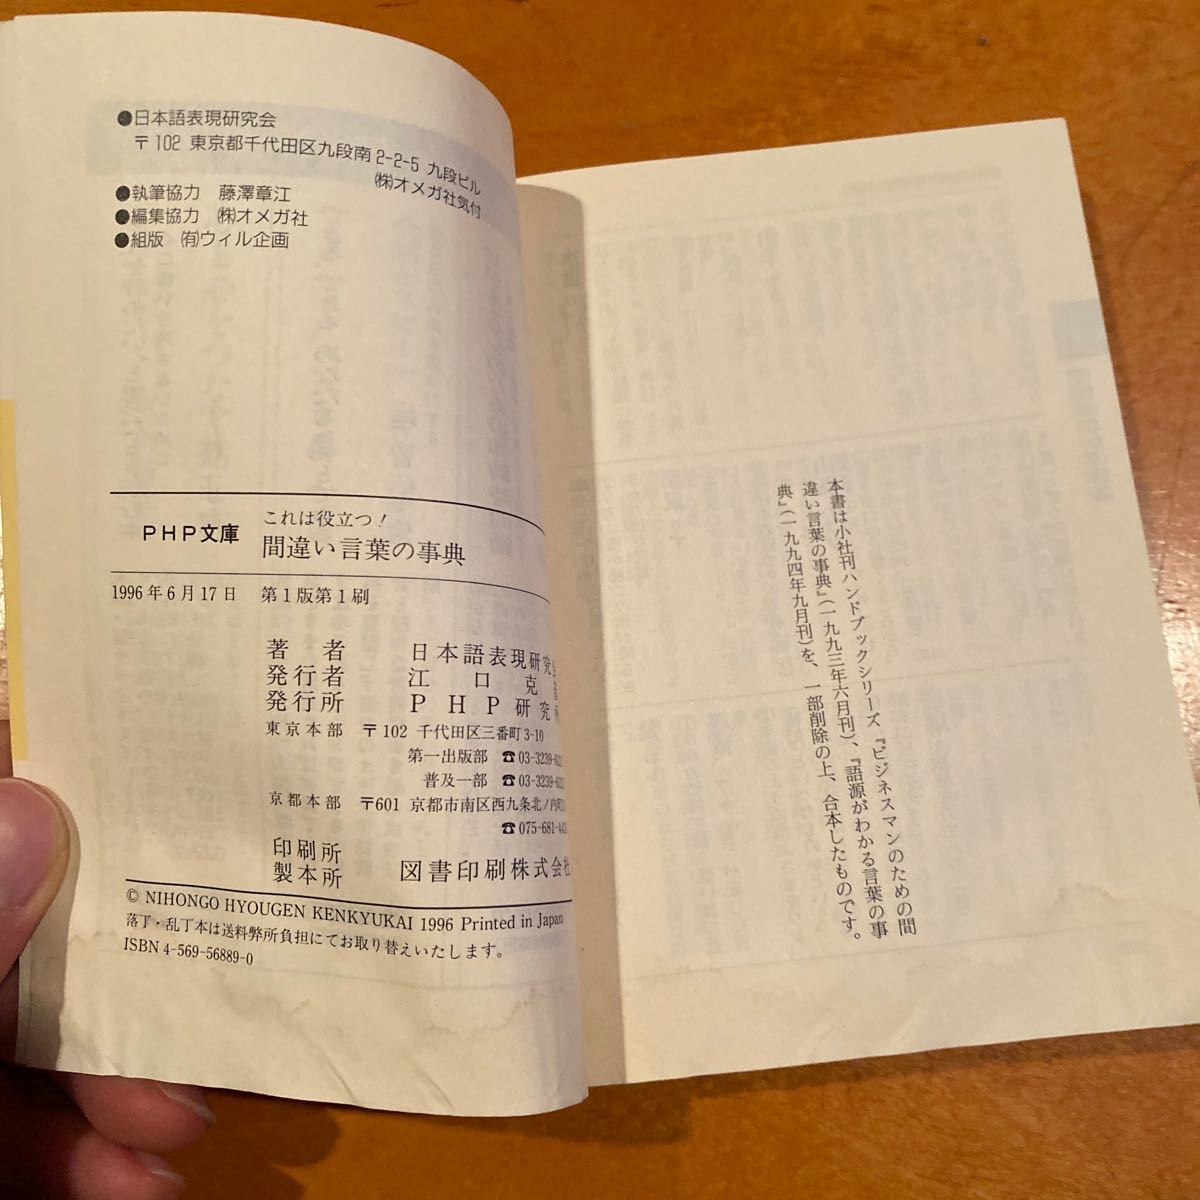 ●日本語表現研究会
〒102 東京都千代田区九段南2-2-5 九段ビル
㈱オメガ社気付
●執筆協力 藤澤章江
●編集協力 ㈱オメガ社
●組版 ㈲ウィル企画
PHP文庫
これは役立つ!
間違い言葉の事典
1996年6月17日 第1版第1刷
著者 日本語表現研究
発行者 江口克
発行所 PHP研究
東京本部 〒102 千代田区三番町3-10
第一出版部 ☎03-3239-
普及一部 ☎03-3239-
京都本部 〒601 京都市南区西九条北ノ内町
☎075-681-
印刷所
製本所 図書印刷株式会社
© NIHONGO HYOUGEN KENKYUKAI 1996 Printed in Japan
落丁・乱丁本は送料弊所負担にてお取り替えいたします。
ISBN 4-569-56889-0
本書は小社刊ハンドブックシリーズ『ビジネスマンのための間
違い言葉の事典』(一九九三年六月刊)、『語源がわかる言葉の事
典』(一九九四年九月刊)を、一部削除の上、合本したものです。